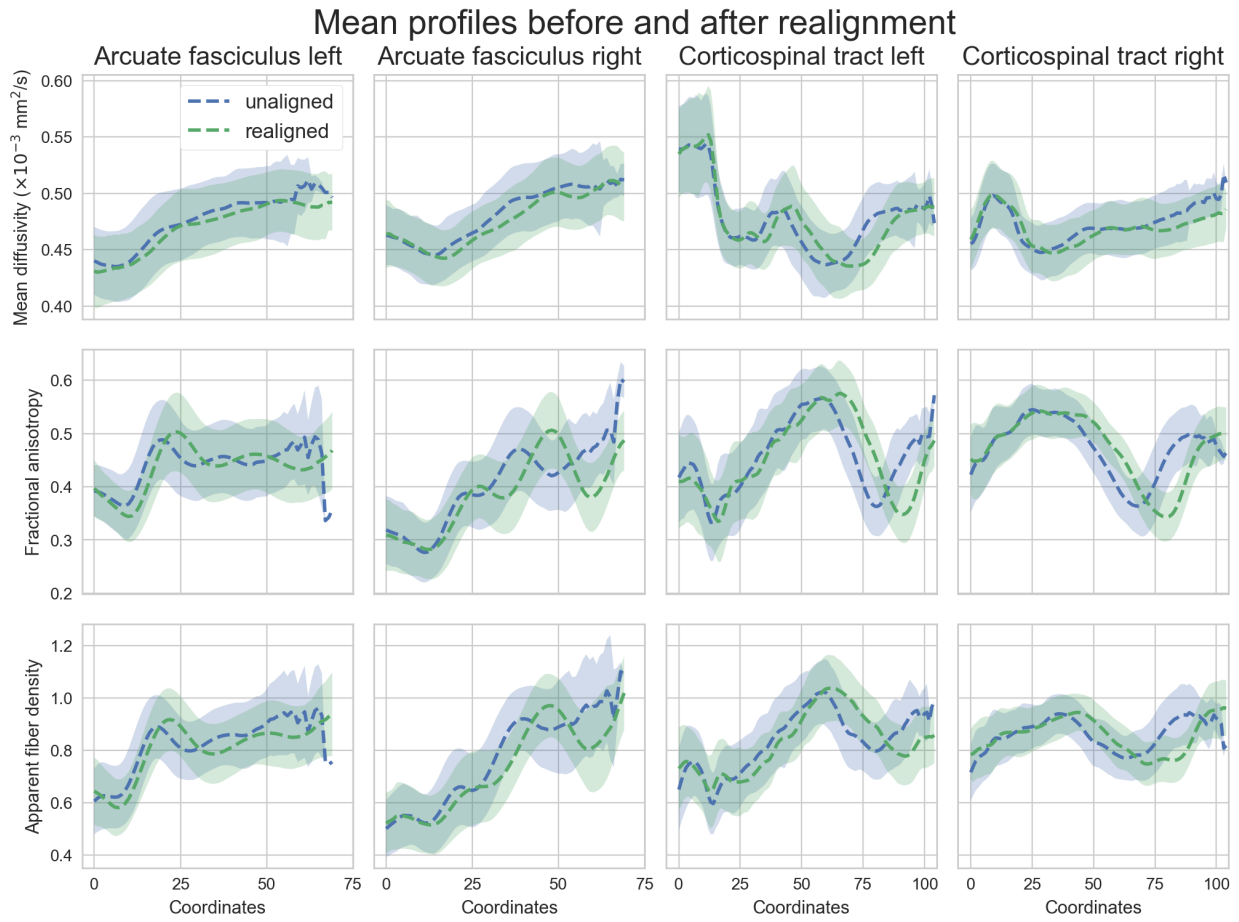 Mean profiles before and after realignment
Arcuate fasciculus left
Arcuate fasciculus right
Corticospinal tract left
Corticospinal tract right
Mean diffusivity (×10⁻³ mm²/s)
0.60
0.55
0.50
0.45
0.40
unaligned
realigned
Fractional anisotropy
0.6
0.5
0.4
0.3
0.2
Apparent fiber density
1.2
1.0
0.8
0.6
0.4
0 25 50 75
0 25 50 75
0 25 50 75 100
0 25 50 75 100
Coordinates
Coordinates
Coordinates
Coordinates